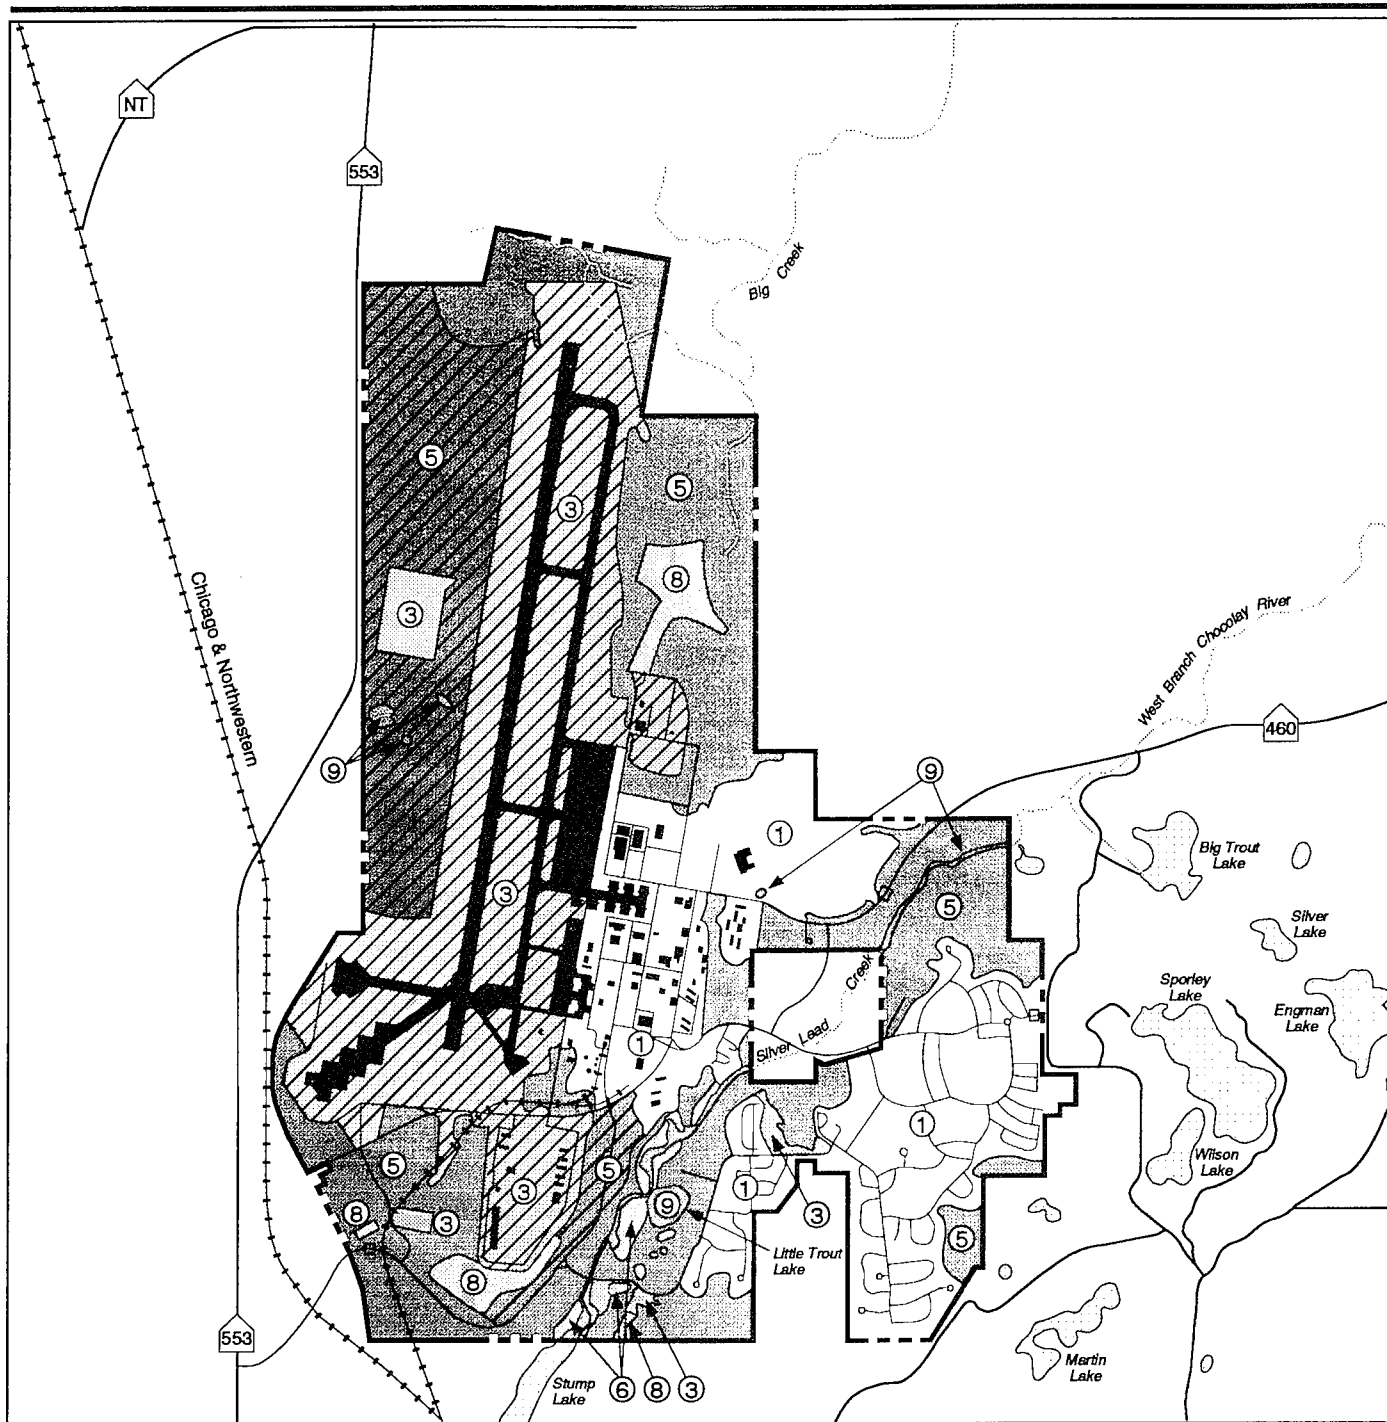 NT
553
Big Creek
5
5
3
8
3
Chicago & Northwestern
West Branch Chocolay River
460
9
9
1
Big Trout
Lake
3
5
Silver
Lake
Creek
Sporley
Lake
Engman
Lake
Silver Lead
1
1
5
5
3
1
Wilson
Lake
8
3
9
3
5
Little Trout
Lake
8
553
Stump
Lake
6
8
3
Martin
Lake